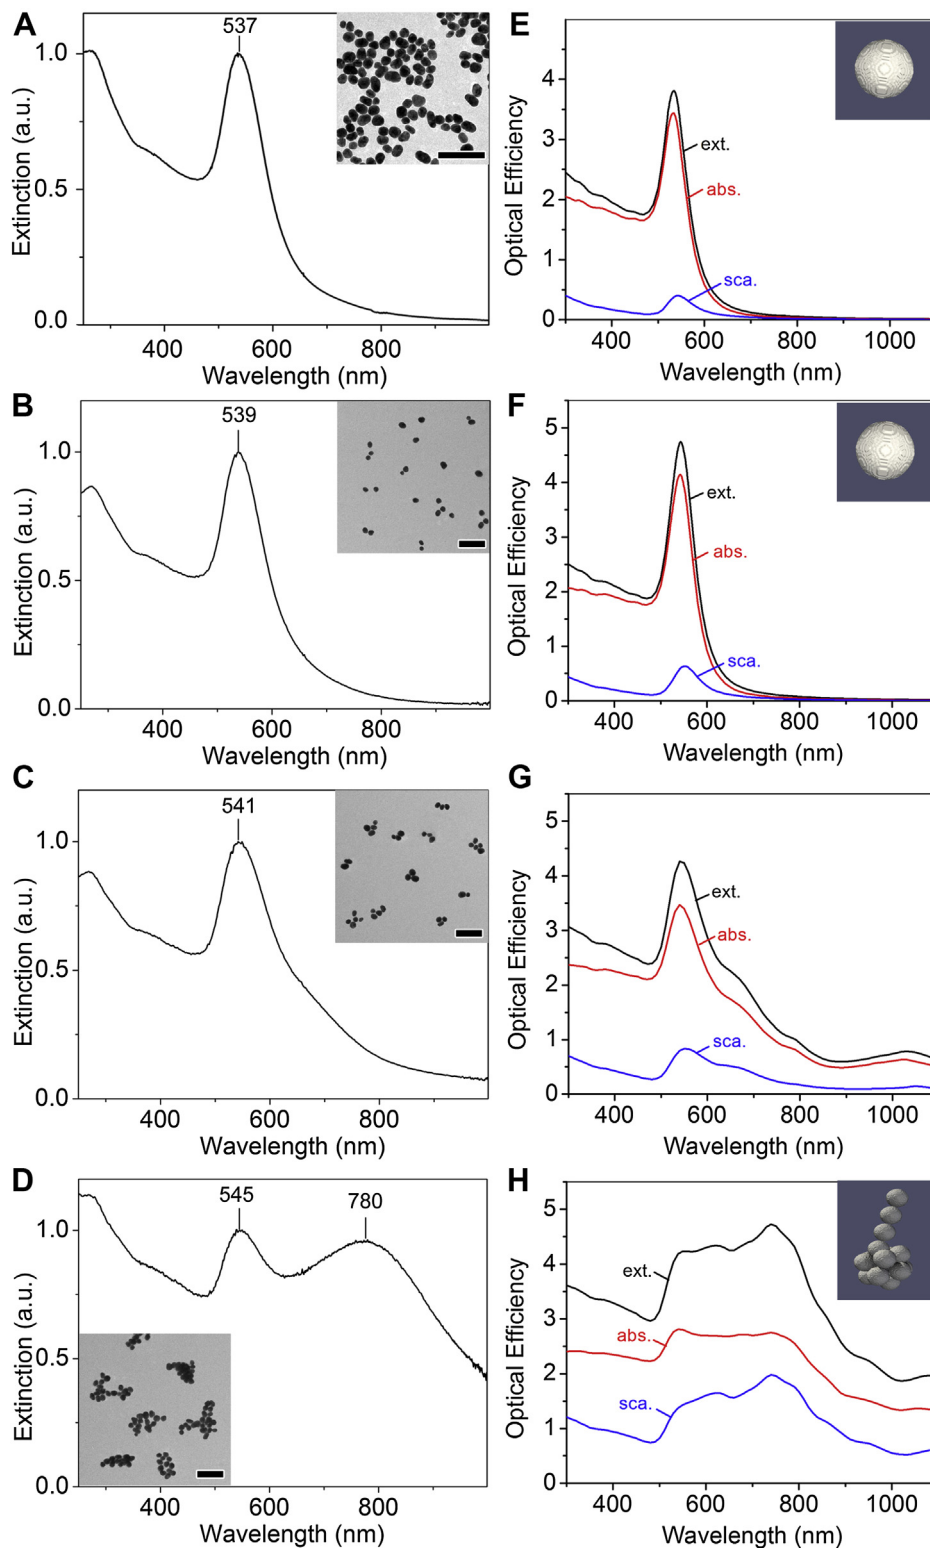 A
537
Extinction (a.u.)
1.0
0.5
0.0
400
600
800
Wavelength (nm)
E
Optical Efficiency
4
3
2
1
0
ext.
abs.
sca.
400
600
800
1000
Wavelength (nm)
B
539
Extinction (a.u.)
1.0
0.5
0.0
400
600
800
Wavelength (nm)
F
Optical Efficiency
5
4
3
2
1
0
ext.
abs.
sca.
400
600
800
1000
Wavelength (nm)
C
541
Extinction (a.u.)
1.0
0.5
0.0
400
600
800
Wavelength (nm)
G
Optical Efficiency
5
4
3
2
1
0
ext.
abs.
sca.
400
600
800
1000
Wavelength (nm)
D
545
780
Extinction (a.u.)
1.0
0.5
0.0
400
600
800
Wavelength (nm)
H
Optical Efficiency
5
4
3
2
1
0
ext.
abs.
sca.
400
600
800
1000
Wavelength (nm)